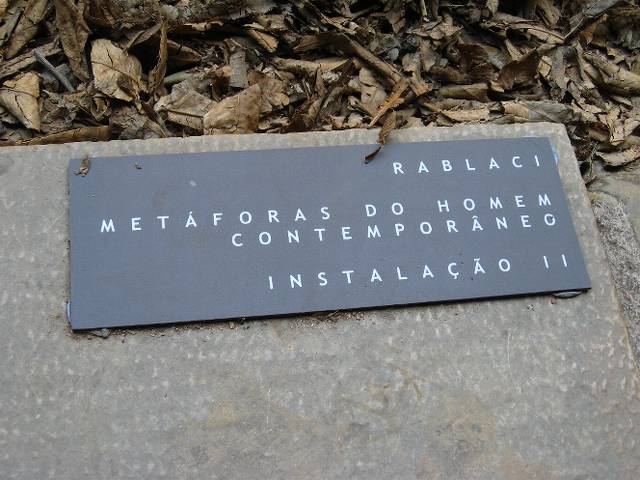 RABLACI
METÁFORAS DO HOMEM
CONTEMPORÂNEO
INSTALAÇÃO II